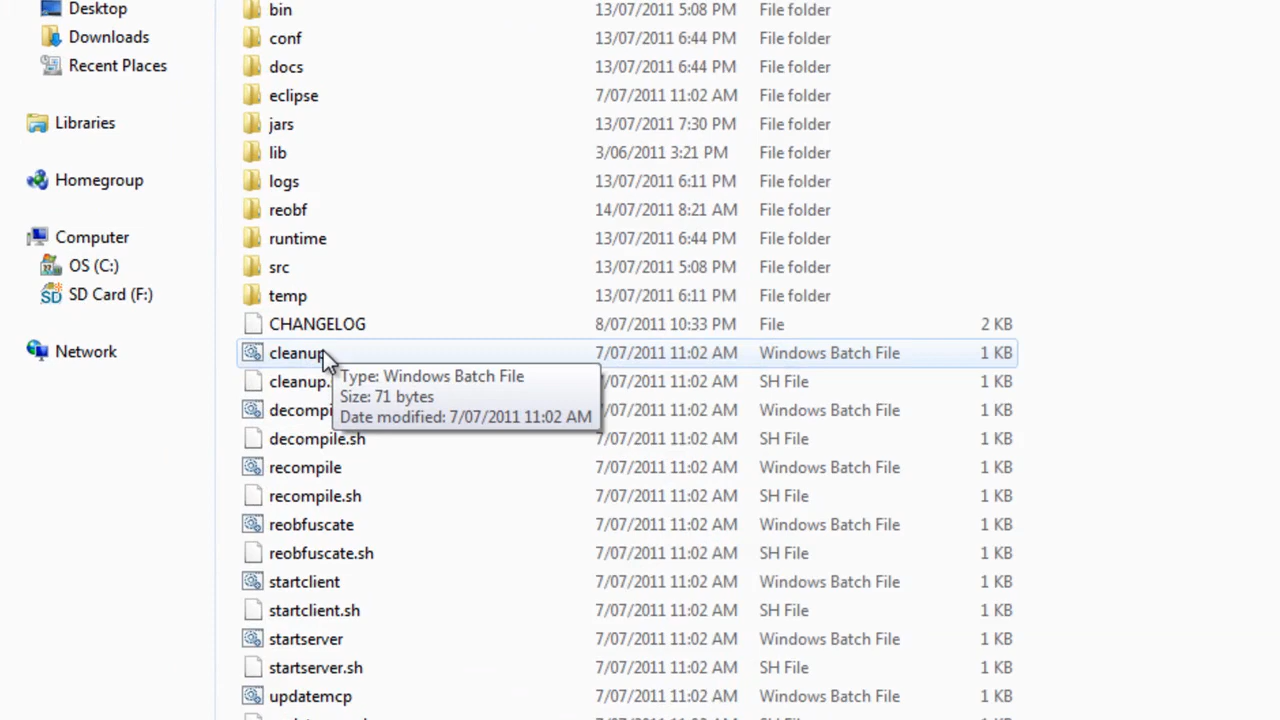 Desktop
Downloads
Recent Places
Libraries
Homegroup
Computer
OS (C:)
SD Card (F:)
Network
bin 13/07/2011 5:08 PM File folder
conf 13/07/2011 6:44 PM File folder
docs 13/07/2011 6:44 PM File folder
eclipse 7/07/2011 11:02 AM File folder
jars 13/07/2011 7:30 PM File folder
lib 3/06/2011 3:21 PM File folder
logs 13/07/2011 6:11 PM File folder
reobf 14/07/2011 8:21 AM File folder
runtime 13/07/2011 6:44 PM File folder
src 13/07/2011 5:08 PM File folder
temp 13/07/2011 6:11 PM File folder
CHANGELOG 8/07/2011 10:33 PM File 2 KB
cleanup 7/07/2011 11:02 AM Windows Batch File 1 KB
Type: Windows Batch File
Size: 71 bytes
Date modified: 7/07/2011 11:02 AM
cleanup. 7/07/2011 11:02 AM SH File 1 KB
decompi 7/07/2011 11:02 AM Windows Batch File 1 KB
decompile.sh 7/07/2011 11:02 AM SH File 1 KB
recompile 7/07/2011 11:02 AM Windows Batch File 1 KB
recompile.sh 7/07/2011 11:02 AM SH File 1 KB
reobfuscate 7/07/2011 11:02 AM Windows Batch File 1 KB
reobfuscate.sh 7/07/2011 11:02 AM SH File 1 KB
startclient 7/07/2011 11:02 AM Windows Batch File 1 KB
startclient.sh 7/07/2011 11:02 AM SH File 1 KB
startserver 7/07/2011 11:02 AM Windows Batch File 1 KB
startserver.sh 7/07/2011 11:02 AM SH File 1 KB
updatemcp 7/07/2011 11:02 AM Windows Batch File 1 KB